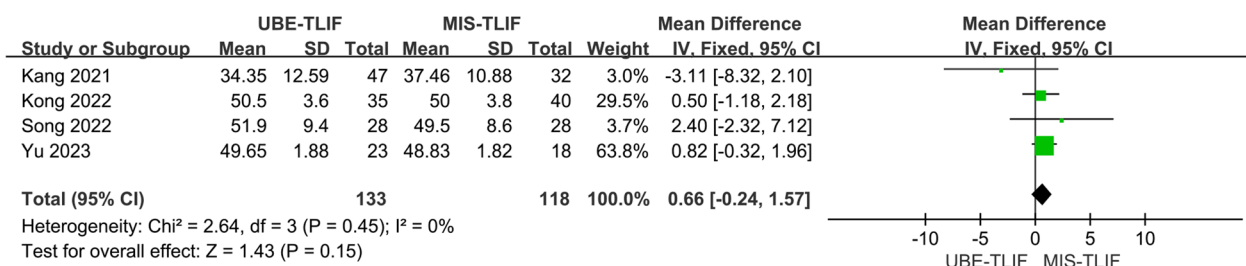 UBE-TLIF MIS-TLIF Mean Difference Mean Difference
Study or Subgroup Mean SD Total Mean SD Total Weight IV, Fixed, 95% CI IV, Fixed, 95% CI
Kang 2021 34.35 12.59 47 37.46 10.88 32 3.0% -3.11 [-8.32, 2.10]
Kong 2022 50.5 3.6 35 50 3.8 40 29.5% 0.50 [-1.18, 2.18]
Song 2022 51.9 9.4 28 49.5 8.6 28 3.7% 2.40 [-2.32, 7.12]
Yu 2023 49.65 1.88 23 48.83 1.82 18 63.8% 0.82 [-0.32, 1.96]
Total (95% CI) 133 118 100.0% 0.66 [-0.24, 1.57]
Heterogeneity: Chi² = 2.64, df = 3 (P = 0.45); I² = 0%
Test for overall effect: Z = 1.43 (P = 0.15)
-10 -5 0 5 10
UBE-TLIF MIS-TLIF